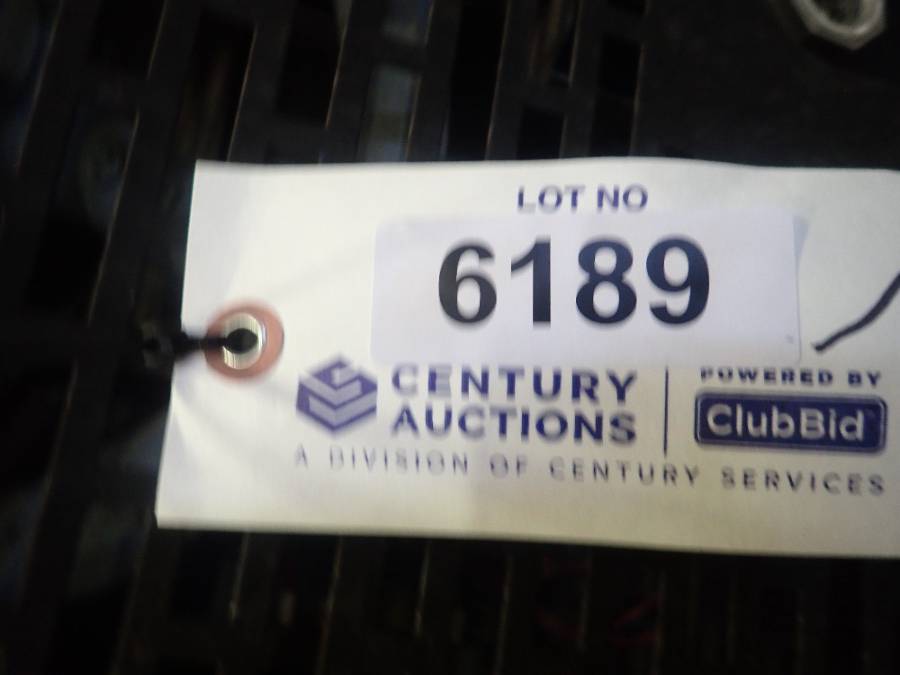 LOT NO
6189
CENTURY
AUCTIONS
A DIVISION OF CENTURY SERVICES
POWERED BY
ClubBid